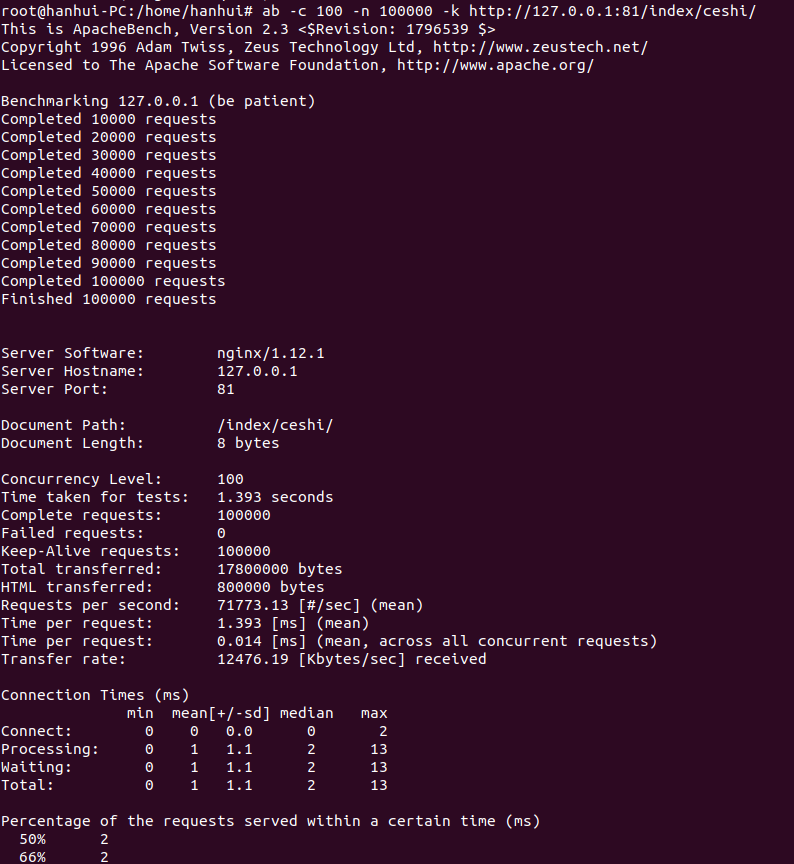 root@hanhui-PC:/home/hanhui# ab -c 100 -n 100000 -k http://127.0.0.1:81/index/ceshi/
This is ApacheBench, Version 2.3 <$Revision: 1796539 $>
Copyright 1996 Adam Twiss, Zeus Technology Ltd, http://www.zeustech.net/
Licensed to The Apache Software Foundation, http://www.apache.org/

Benchmarking 127.0.0.1 (be patient)
Completed 10000 requests
Completed 20000 requests
Completed 30000 requests
Completed 40000 requests
Completed 50000 requests
Completed 60000 requests
Completed 70000 requests
Completed 80000 requests
Completed 90000 requests
Completed 100000 requests
Finished 100000 requests


Server Software:        nginx/1.12.1
Server Hostname:        127.0.0.1
Server Port:            81

Document Path:          /index/ceshi/
Document Length:        8 bytes

Concurrency Level:      100
Time taken for tests:   1.393 seconds
Complete requests:      100000
Failed requests:        0
Keep-Alive requests:    100000
Total transferred:      17800000 bytes
HTML transferred:       800000 bytes
Requests per second:    71773.13 [#/sec] (mean)
Time per request:       1.393 [ms] (mean)
Time per request:       0.014 [ms] (mean, across all concurrent requests)
Transfer rate:          12476.19 [Kbytes/sec] received

Connection Times (ms)
              min  mean[+/-sd] median   max
Connect:        0    0   0.0      0       2
Processing:     0    1   1.1      2      13
Waiting:        0    1   1.1      2      13
Total:          0    1   1.1      2      13

Percentage of the requests served within a certain time (ms)
  50%      2
  66%      2